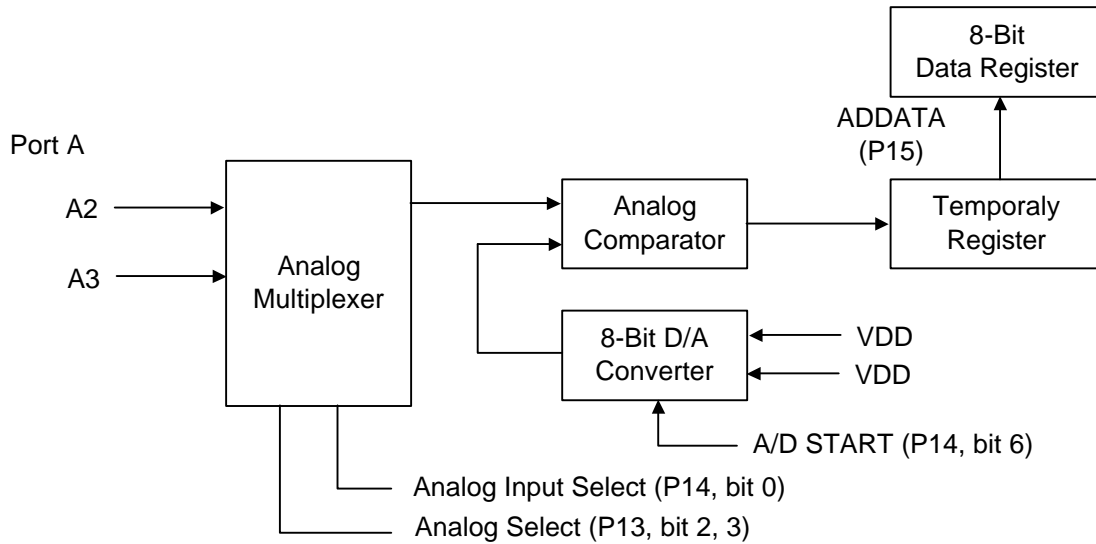 8-Bit
Data Register
ADDATA
(P15)
Port A
A2
A3
Analog
Multiplexer
Analog
Comparator
Temporaly
Register
8-Bit D/A
Converter
VDD
VDD
A/D START (P14, bit 6)
Analog Input Select (P14, bit 0)
Analog Select (P13, bit 2, 3)